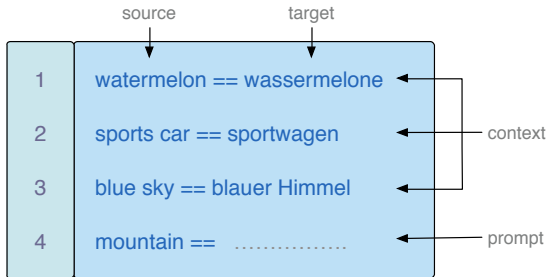 source target
1 watermelon == wassermelone
2 sports car == sportwagen
context
3 blue sky == blauer Himmel
4 mountain == ................
prompt